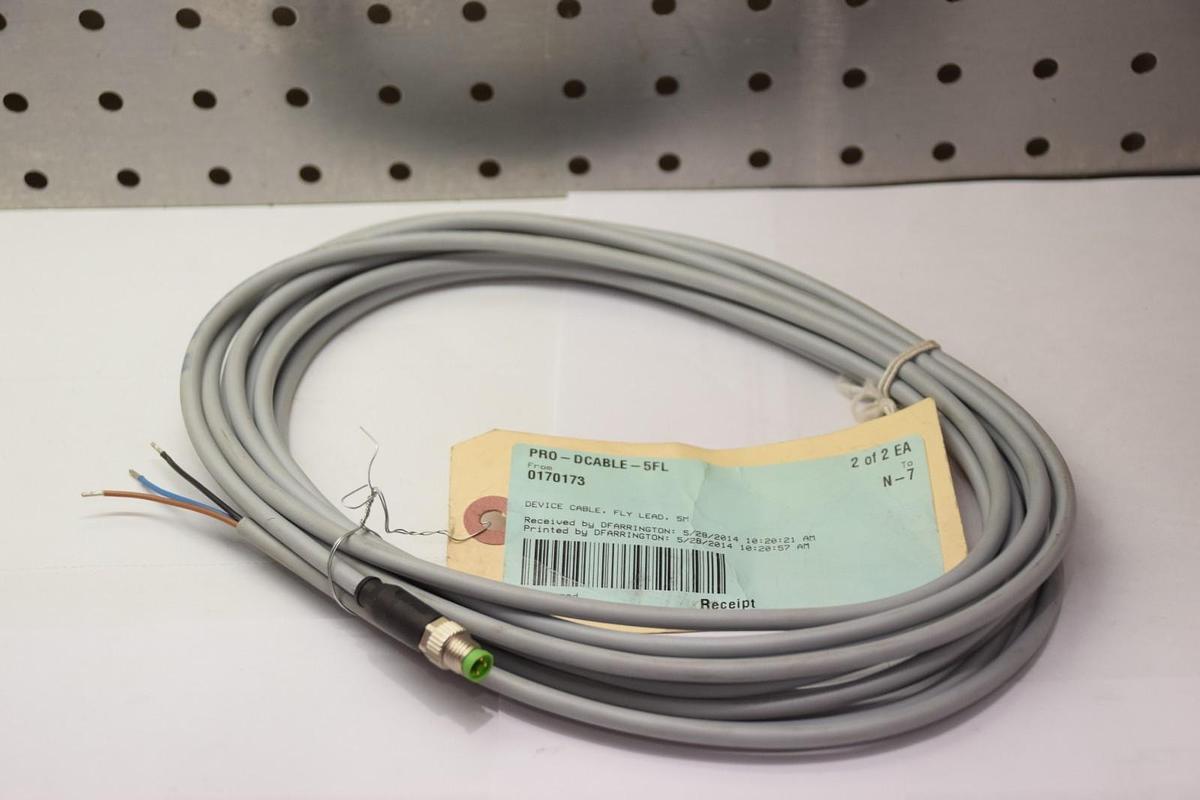 PRO-DCABLE-5FL
2 of 2 EA
From
To
0170173
N-7
DEVICE CABLE, FLY LEAD, 5M
Received by DFARRINGTON: 5/28/2014 10:20:21 AM
Printed by DFARRINGTON: 5/28/2014 10:20:57 AM
Receipt